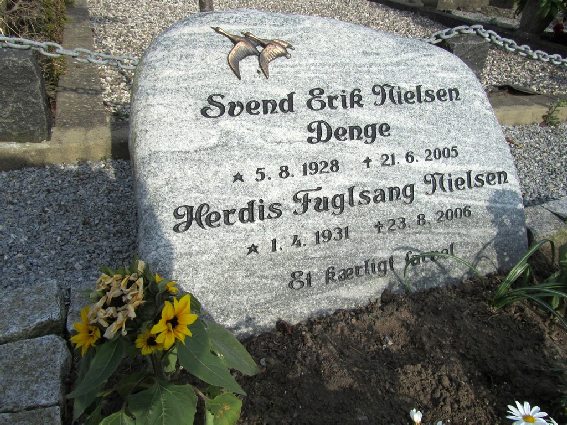 Svend Erik Nielsen
Denge
★ 5. 8. 1928 ✝ 21. 6. 2005
Herdis Fuglsang Nielsen
★ 1. 4. 1931 ✝ 23. 8. 2006
Et kærligt farvel